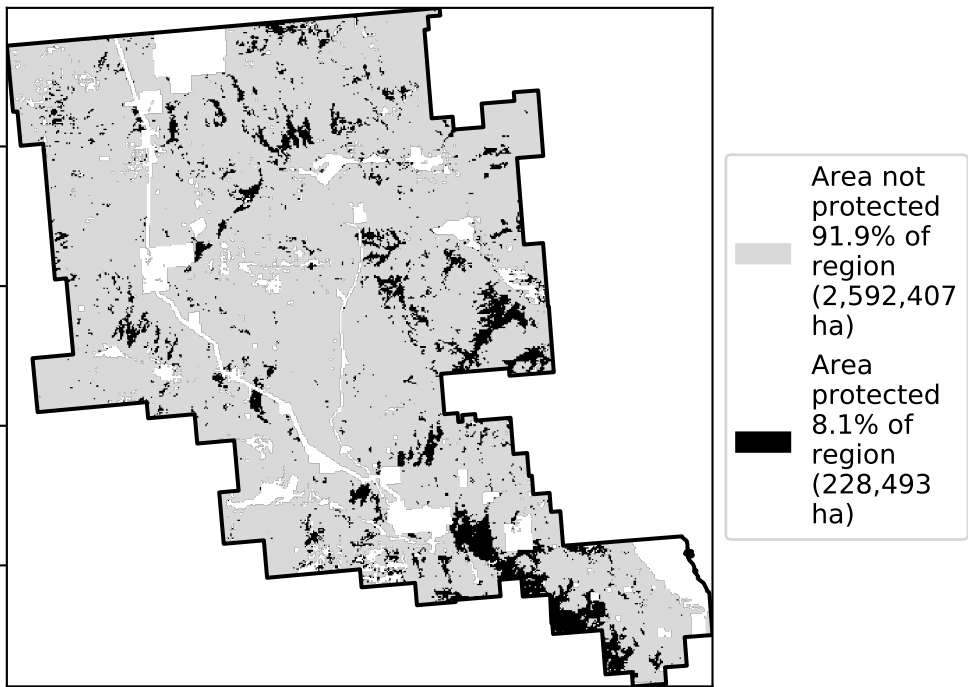 Area not
protected
91.9% of
region
(2,592,407
ha)
Area
protected
8.1% of
region
(228,493
ha)